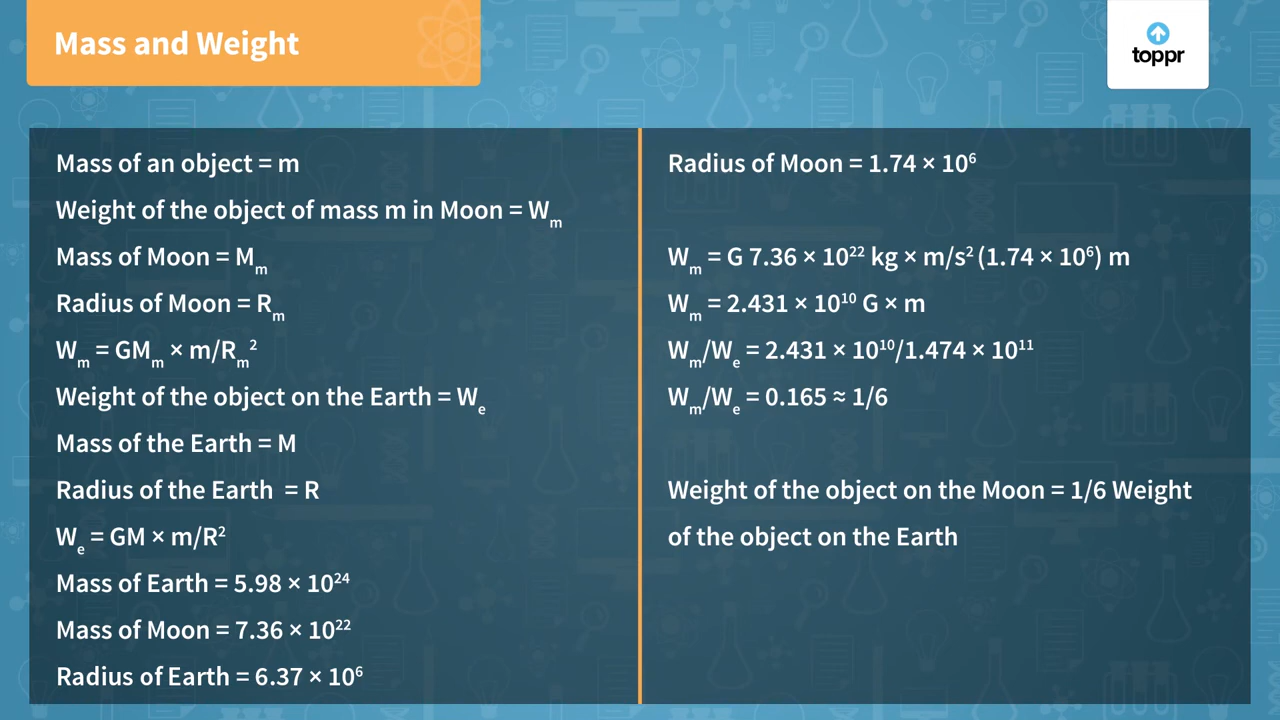 Mass and Weight
toppr
Mass of an object = m
Weight of the object of mass m in Moon = Wₘ
Mass of Moon = Mₘ
Radius of Moon = Rₘ
Wₘ = GMₘ × m/Rₘ²
Weight of the object on the Earth = Wₑ
Mass of the Earth = M
Radius of the Earth = R
Wₑ = GM × m/R²
Mass of Earth = 5.98 × 10²⁴
Mass of Moon = 7.36 × 10²²
Radius of Earth = 6.37 × 10⁶
Radius of Moon = 1.74 × 10⁶
Wₘ = G 7.36 × 10²² kg × m/s² (1.74 × 10⁶) m
Wₘ = 2.431 × 10¹⁰ G × m
Wₘ/Wₑ = 2.431 × 10¹⁰/1.474 × 10¹¹
Wₘ/Wₑ = 0.165 ≈ 1/6
Weight of the object on the Moon = 1/6 Weight
of the object on the Earth